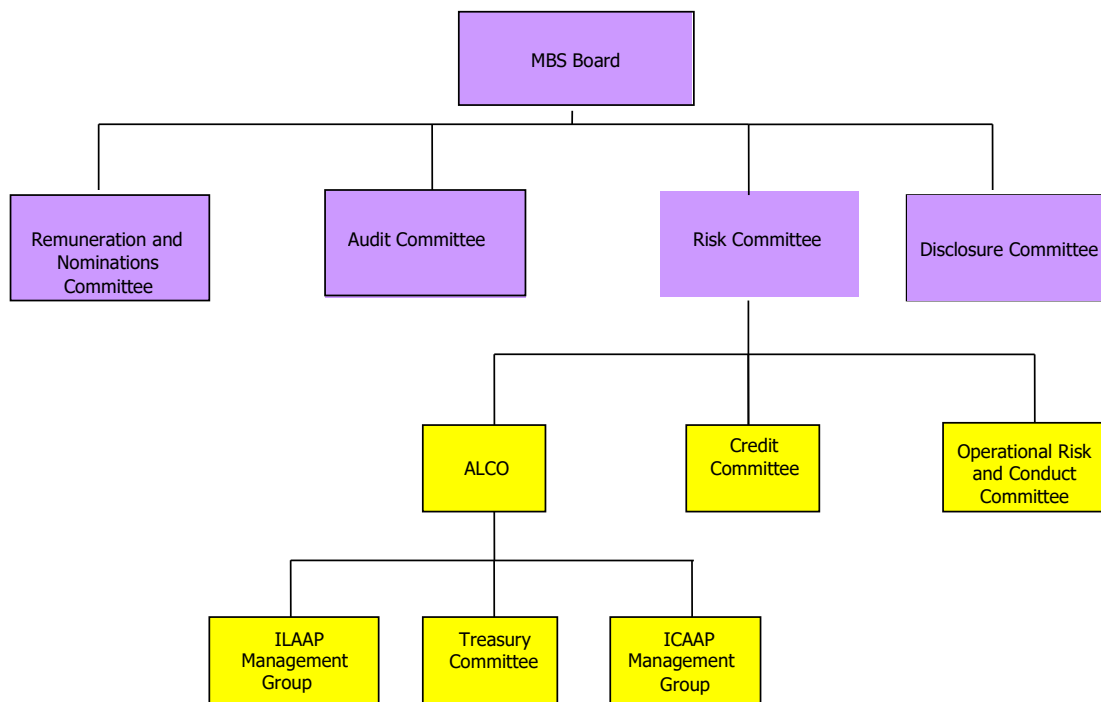 MBS Board
Remuneration and
Nominations
Committee
Audit Committee
Risk Committee
Disclosure Committee
ALCO
Credit
Committee
Operational Risk
and Conduct
Committee
ILAAP
Management
Group
Treasury
Committee
ICAAP
Management
Group